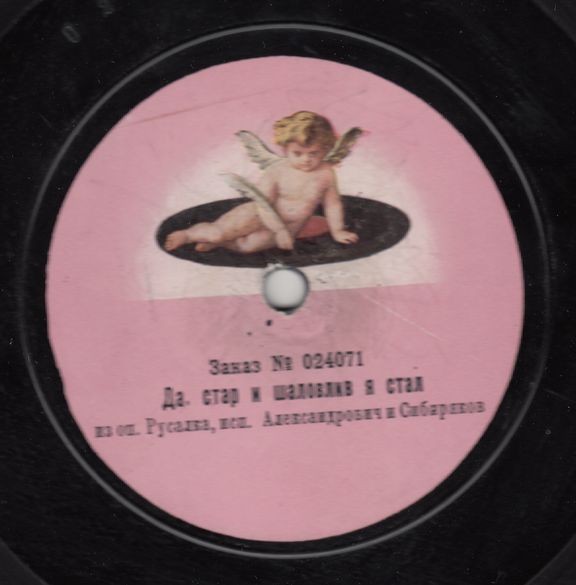 Заказ № 024071
Да, стар и шаловлив я стал
из оп. Русалка, исп. Александрович и Сибиряков